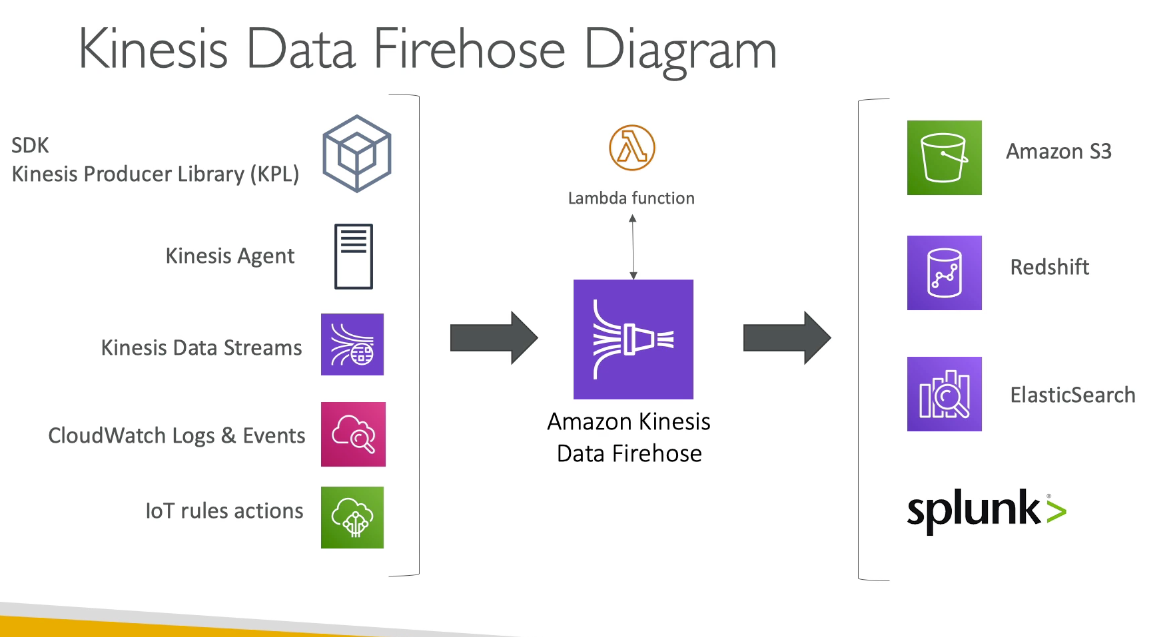 Kinesis Data Firehose Diagram
SDK
Kinesis Producer Library (KPL)
Kinesis Agent
Kinesis Data Streams
CloudWatch Logs & Events
IoT rules actions
Lambda function
Amazon Kinesis
Data Firehose
Amazon S3
Redshift
ElasticSearch
splunk>